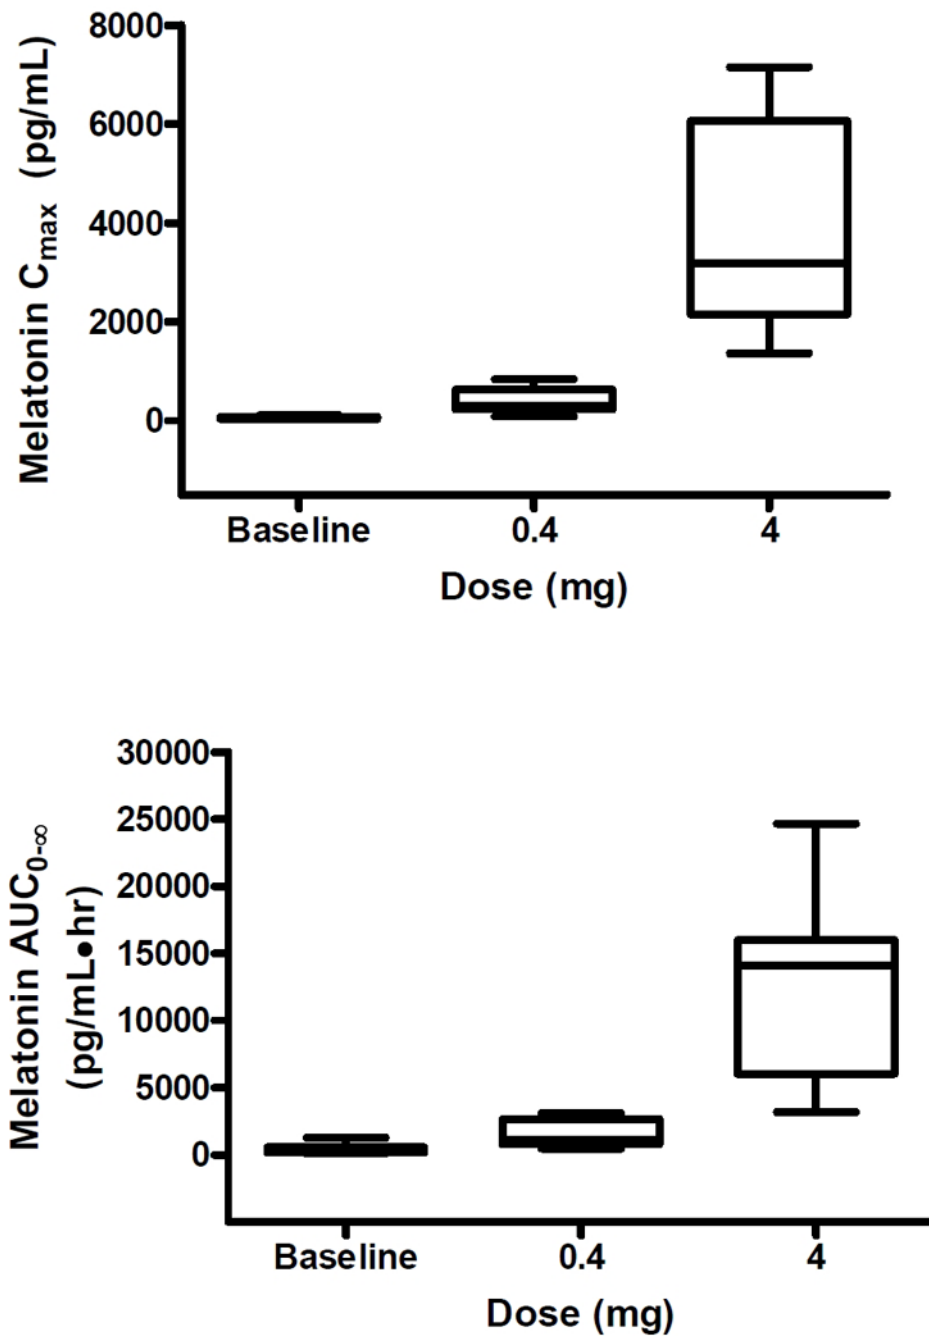 Melatonin Cmax (pg/mL)
8000
6000
4000
2000
0
Baseline 0.4 4
Dose (mg)
Melatonin AUC0-∞
(pg/mL●hr)
30000
25000
20000
15000
10000
5000
0
Baseline 0.4 4
Dose (mg)